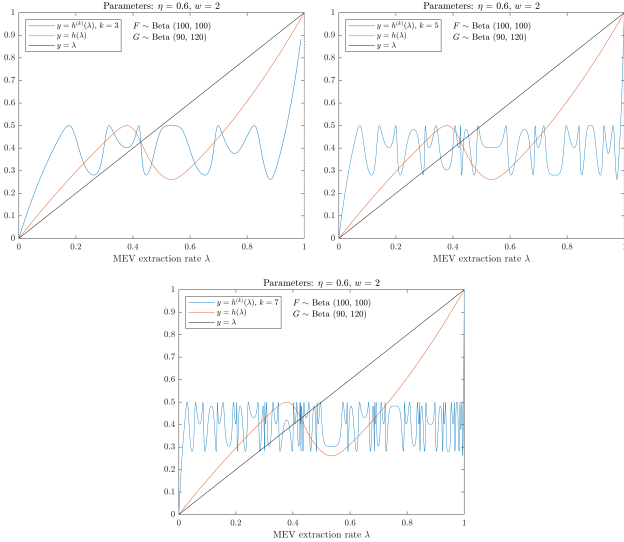 Parameters: η = 0.6, w = 2
y = h^(k)(λ), k = 3
y = h(λ)
y = λ
F ∼ Beta (100, 100)
G ∼ Beta (90, 120)
1
0.9
0.8
0.7
0.6
0.5
0.4
0.3
0.2
0.1
0
0 0.2 0.4 0.6 0.8 1
MEV extraction rate λ
Parameters: η = 0.6, w = 2
y = h^(k)(λ), k = 5
y = h(λ)
y = λ
F ∼ Beta (100, 100)
G ∼ Beta (90, 120)
1
0.9
0.8
0.7
0.6
0.5
0.4
0.3
0.2
0.1
0
0 0.2 0.4 0.6 0.8 1
MEV extraction rate λ
Parameters: η = 0.6, w = 2
y = h^(k)(λ), k = 7
y = h(λ)
y = λ
F ∼ Beta (100, 100)
G ∼ Beta (90, 120)
1
0.9
0.8
0.7
0.6
0.5
0.4
0.3
0.2
0.1
0
0 0.2 0.4 0.6 0.8 1
MEV extraction rate λ